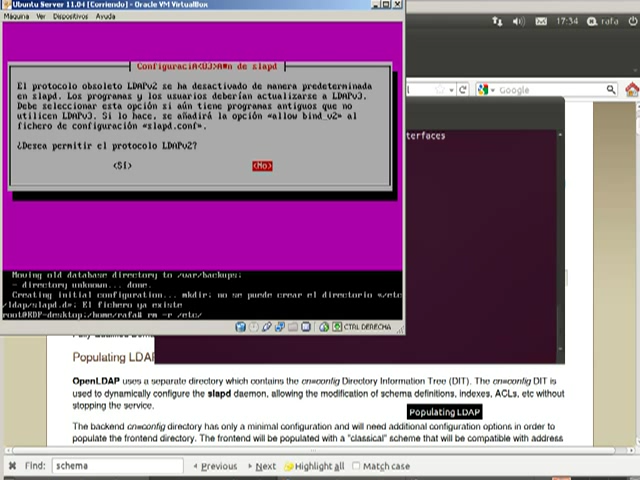 Ubuntu Server 11.04 [Corriendo] - Oracle VM VirtualBox
Máquina Ver Dispositivos Ayuda
17:34 rafa
Configuraci
n de slapd
El protocolo obsoleto LDAPv2 se ha desactivado de manera predeterminada
en slapd. Los programas y los usuarios deberían actualizarse a LDAPv3.
Debe seleccionar esta opción si aún tiene programas antiguos que no
utilicen LDAPv3. Si lo hace, se añadirá la opción «allow bind_v2» al
fichero de configuración «slapd.conf».
¿Desea permitir el protocolo LDAPv2?
<Sí> <No>
Google
terfaces
Moving old database directory to /var/backups:
- directory unknown... done.
Creating initial configuration... mkdir: no se puede crear el directorio
/ldap/slapd.d»: El fichero ya existe
root@KDP-desktop:/home/rafa# rm -r /etc/
CTRL DERECHA
Populating LDAP
OpenLDAP uses a separate directory which contains the cn=config Directory Information Tree (DIT). The cn=config DIT is
used to dynamically configure the slapd daemon, allowing the modification of schema definitions, indexes, ACLs, etc without
stopping the service.
Populating LDAP
The backend cn=config directory has only a minimal configuration and will need additional configuration options in order to
populate the frontend directory. The frontend will be populated with a "classical" scheme that will be compatible with address
Find: schema Previous Next Highlight all Match case